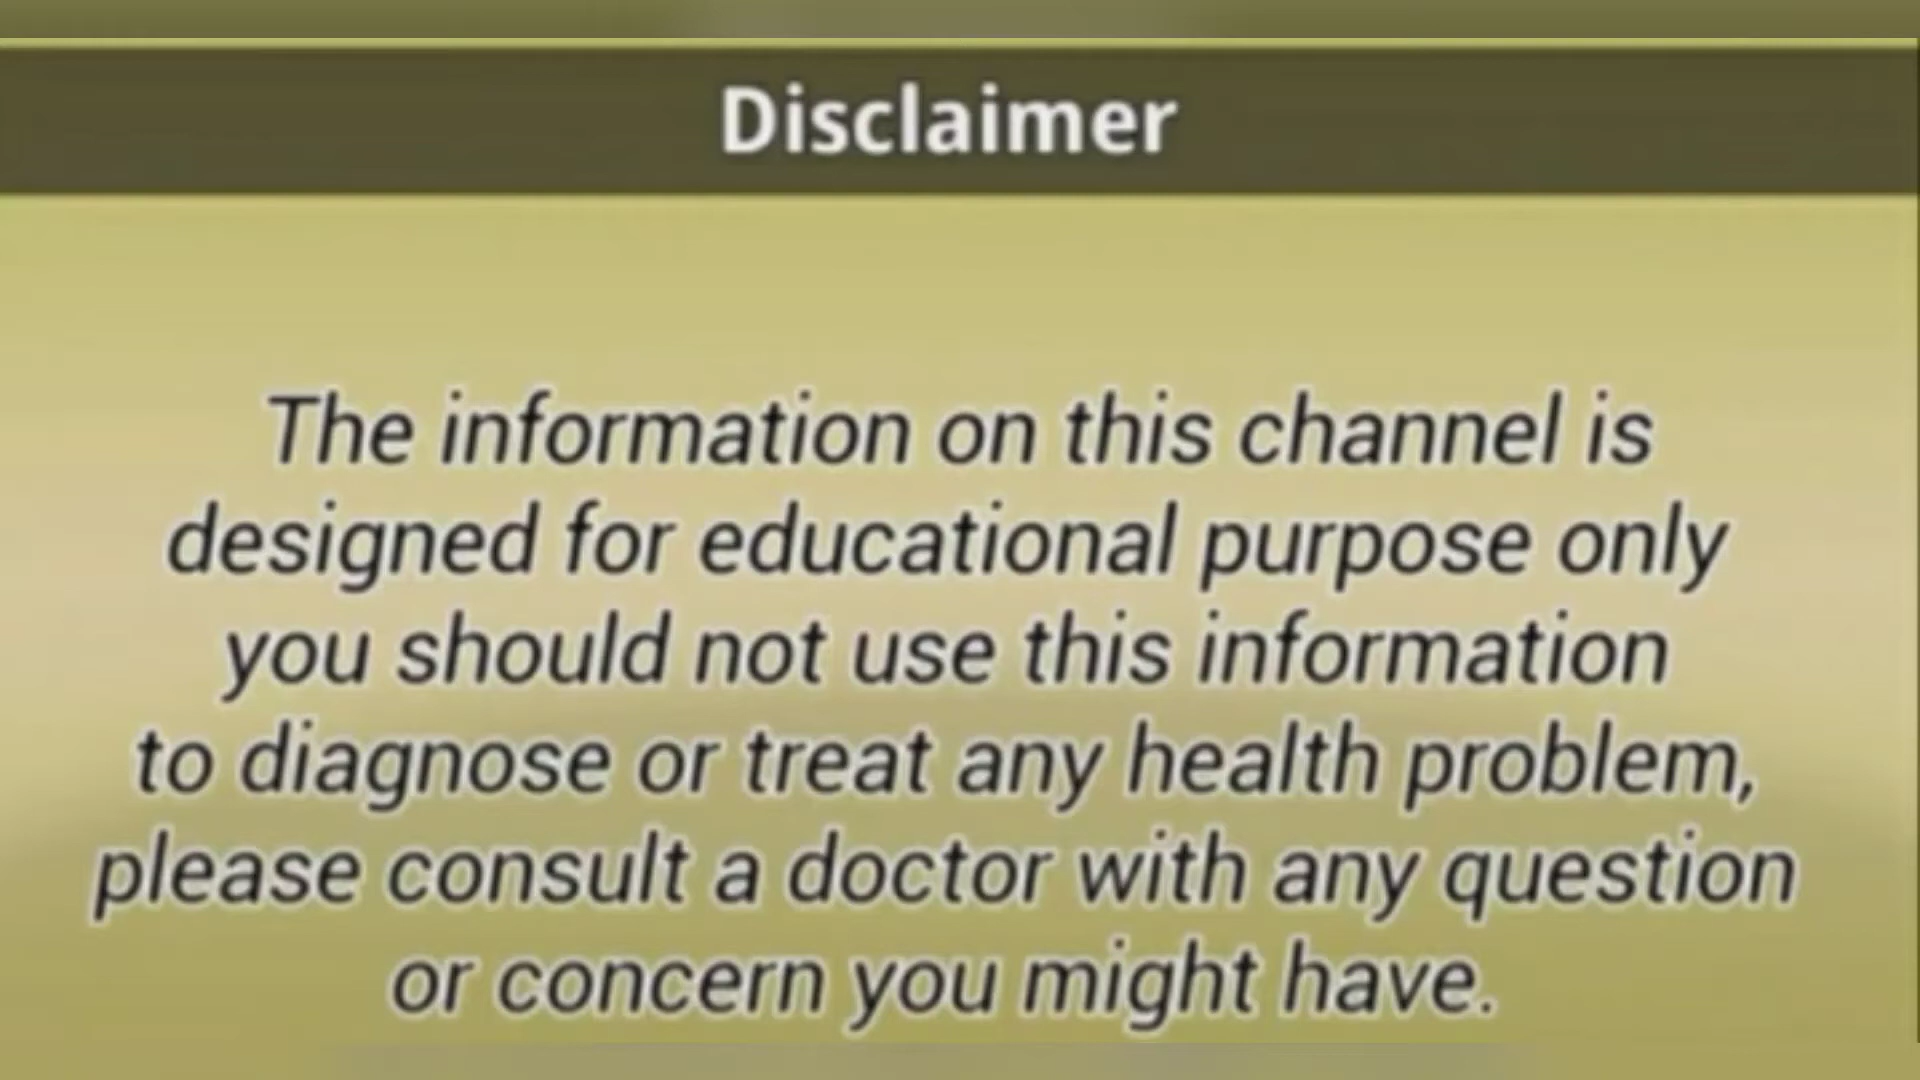 Disclaimer
The information on this channel is
designed for educational purpose only
you should not use this information
to diagnose or treat any health problem,
please consult a doctor with any question
or concern you might have.